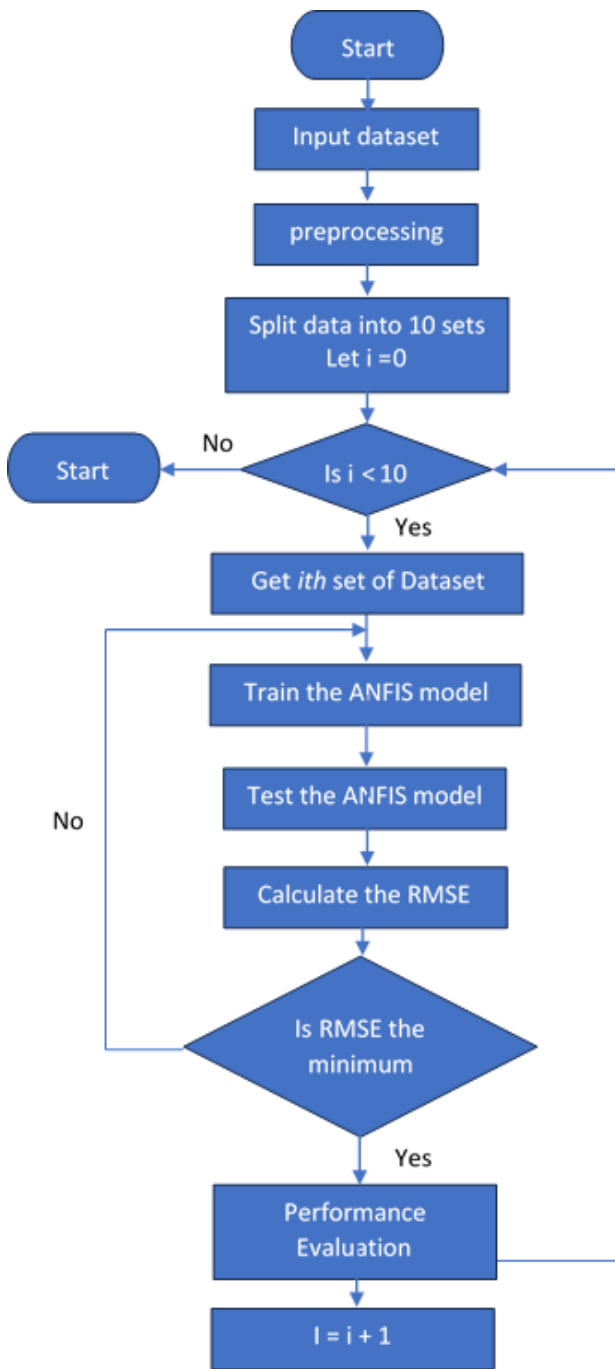 Start
Input dataset
preprocessing
Split data into 10 sets
Let i =0
No
Start
Is i < 10
Yes
Get ith set of Dataset
Train the ANFIS model
Test the ANFIS model
No
Calculate the RMSE
Is RMSE the
minimum
Yes
Performance
Evaluation
I = i + 1